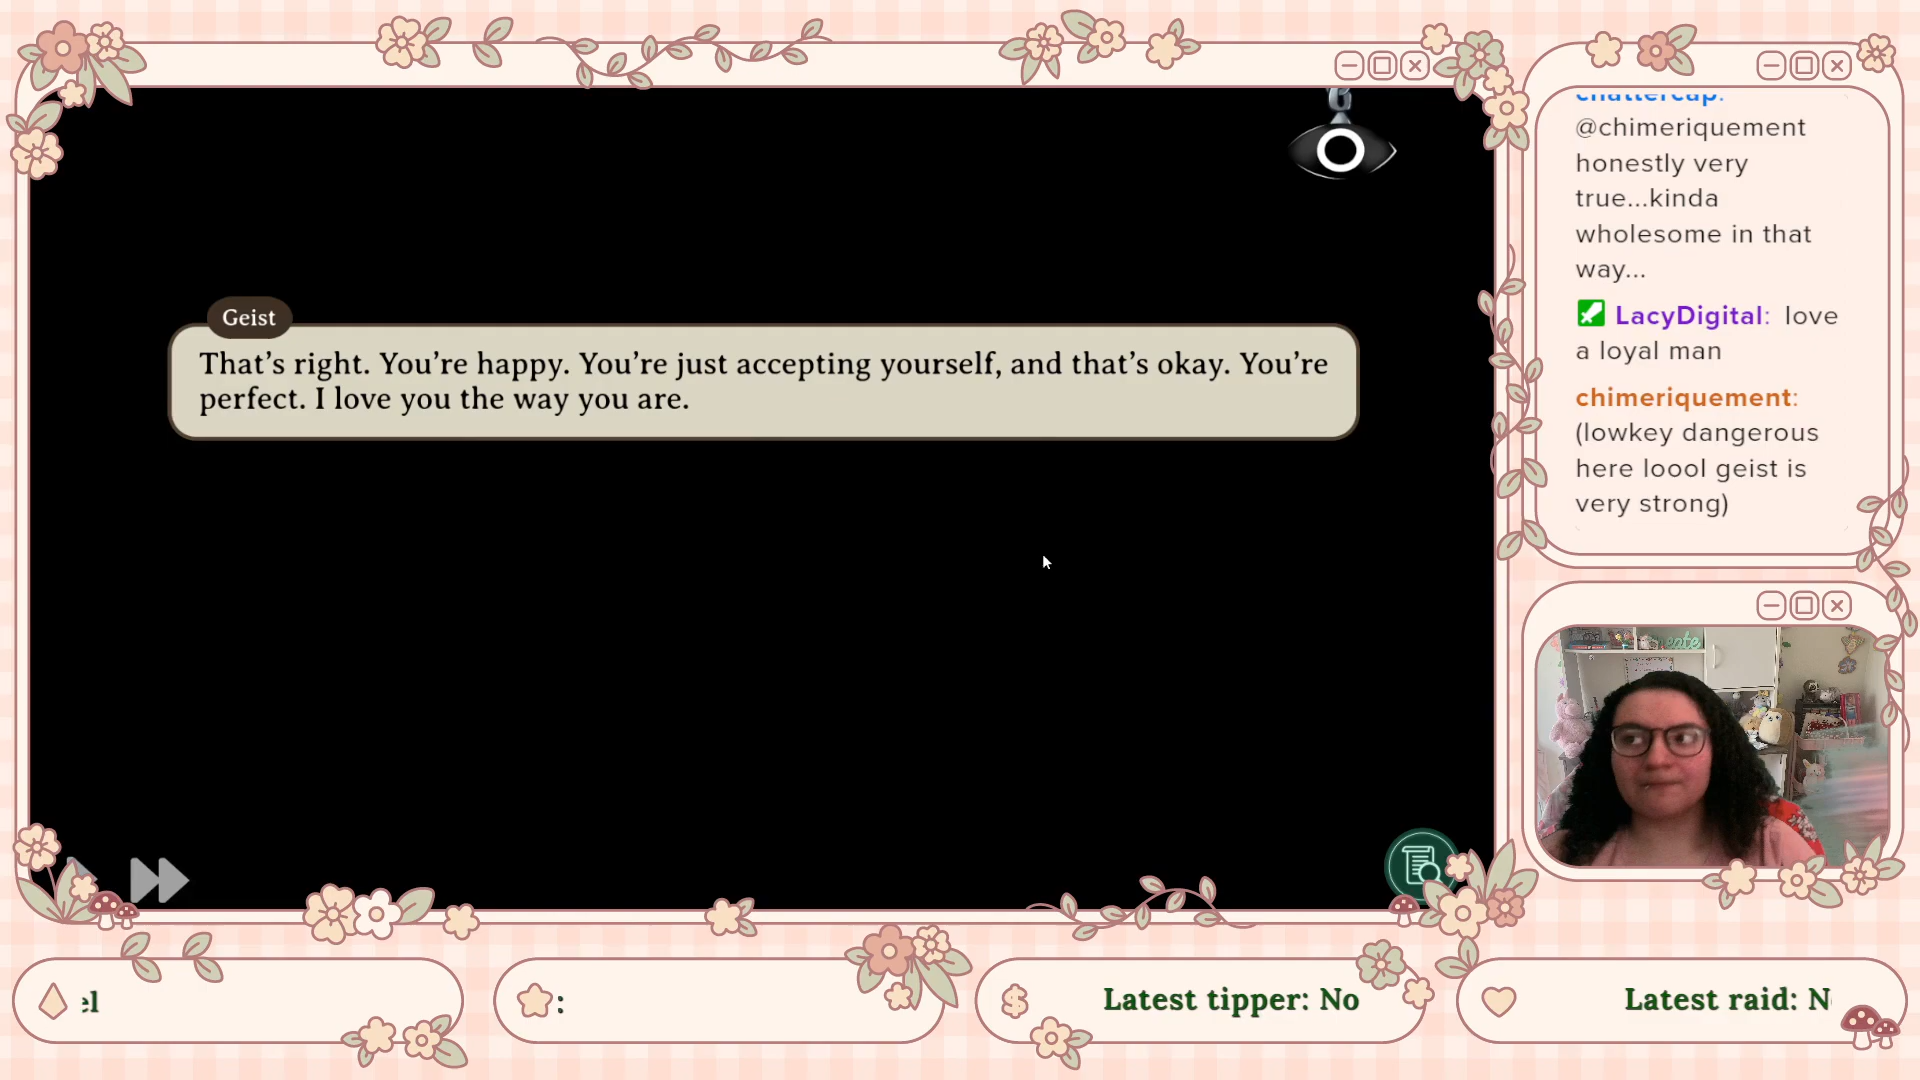 Geist
That’s right. You’re happy. You’re just accepting yourself, and that’s okay. You’re
perfect. I love you the way you are.
chattercap:
@chimeriquement
honestly very
true...kinda
wholesome in that
way...
LacyDigital: love
a loyal man
chimeriquement:
(lowkey dangerous
here loool geist is
very strong)
el
:
Latest tipper: No
Latest raid: N